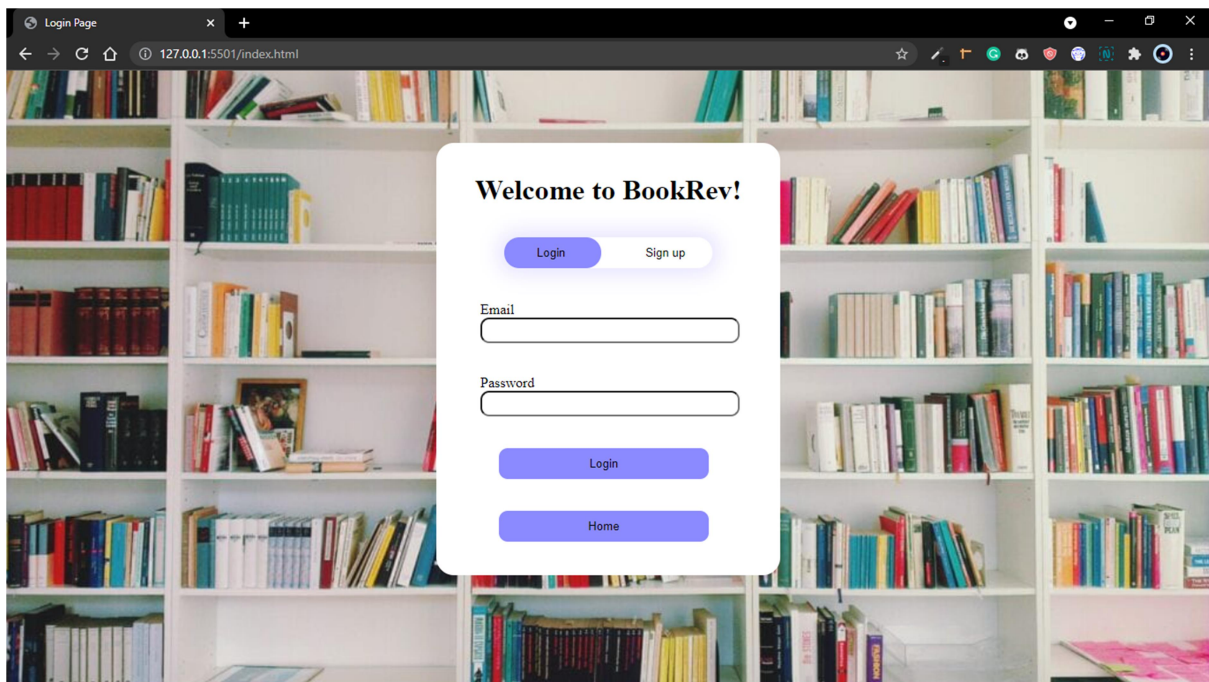 Login Page
127.0.0.1:5501/index.html
Welcome to BookRev!
Login Sign up
Email
Password
Login
Home